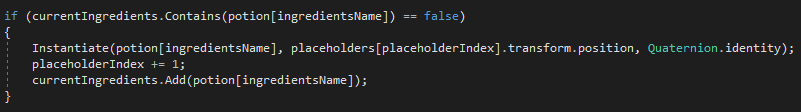 if (currentIngredients.Contains(potion[ingredientsName]) == false)
{
Instantiate(potion[ingredientsName], placeholders[placeholderIndex].transform.position, Quaternion.identity);
placeholderIndex += 1;
currentIngredients.Add(potion[ingredientsName]);
}